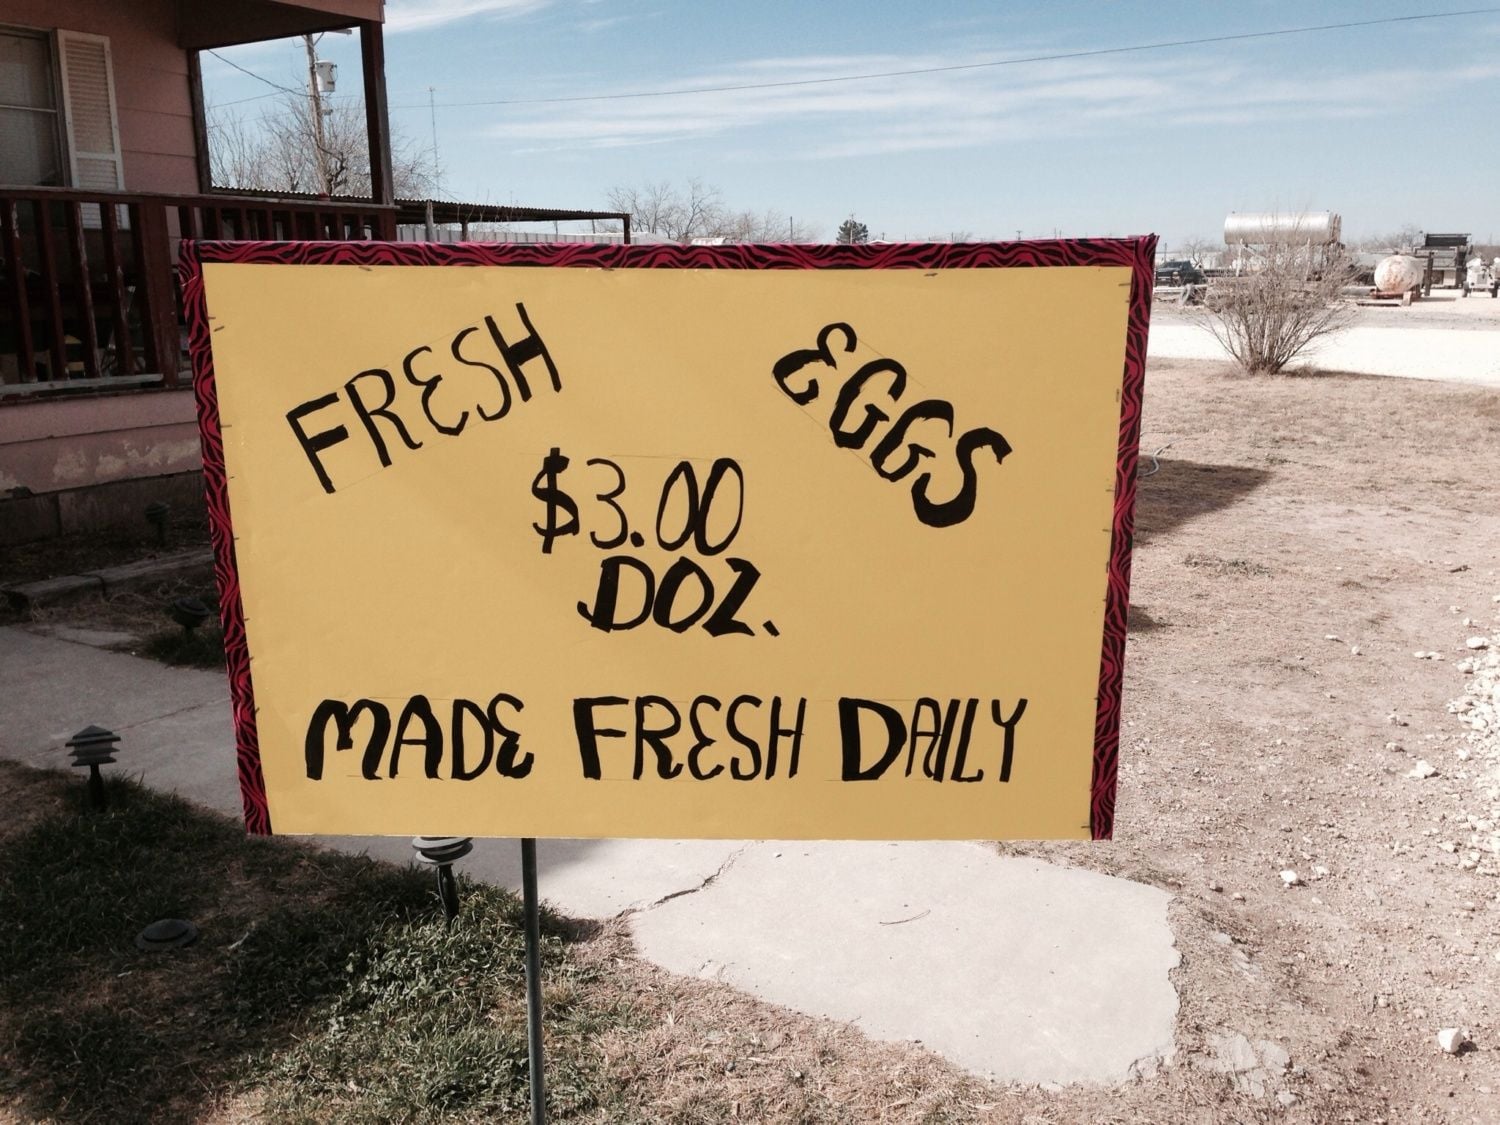 FRESH EGGS
$3.00
DOZ.
MADE FRESH DAILY